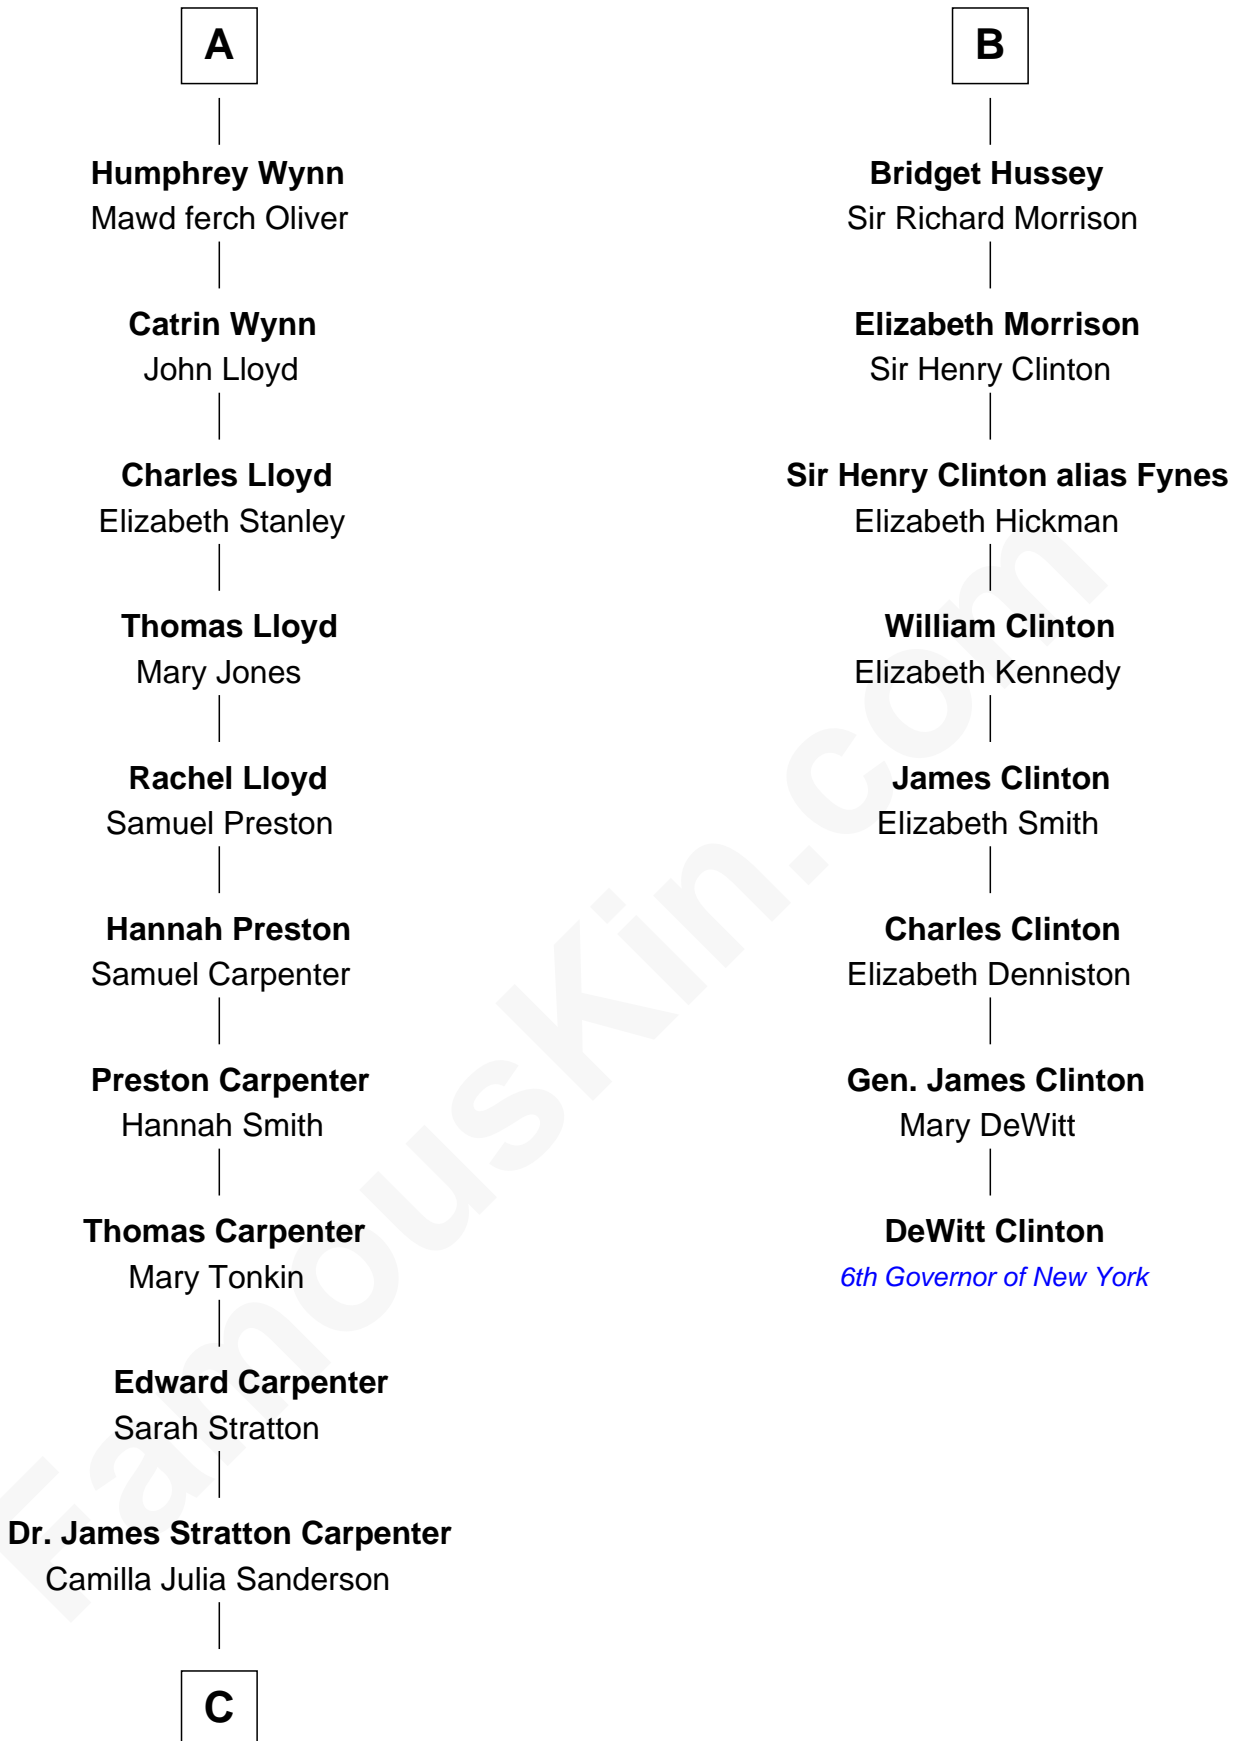 A
Humphrey Wynn
Mawd ferch Oliver
Catrin Wynn
John Lloyd
Charles Lloyd
Elizabeth Stanley
Thomas Lloyd
Mary Jones
Rachel Lloyd
Samuel Preston
Hannah Preston
Samuel Carpenter
Preston Carpenter
Hannah Smith
Thomas Carpenter
Mary Tonkin
Edward Carpenter
Sarah Stratton
Dr. James Stratton Carpenter
Camilla Julia Sanderson
C
B
Bridget Hussey
Sir Richard Morrison
Elizabeth Morrison
Sir Henry Clinton
Sir Henry Clinton alias Fynes
Elizabeth Hickman
William Clinton
Elizabeth Kennedy
James Clinton
Elizabeth Smith
Charles Clinton
Elizabeth Denniston
Gen. James Clinton
Mary DeWitt
DeWitt Clinton
6th Governor of New York
FamousKin.com